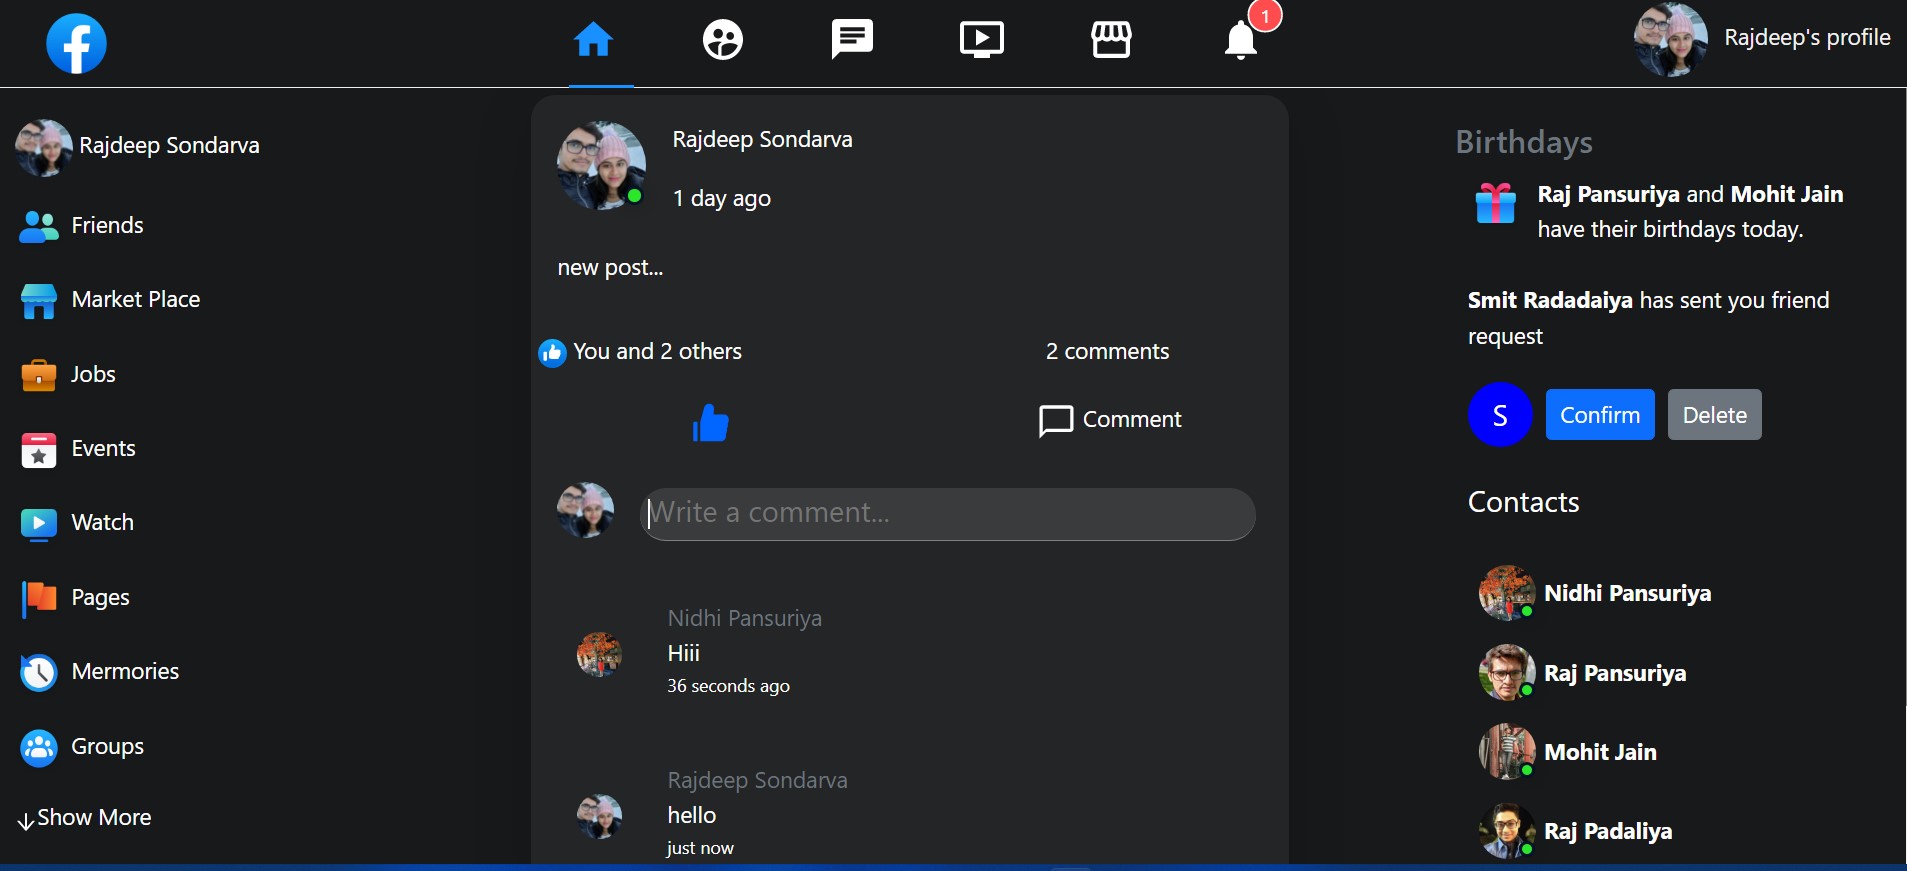 1
Rajdeep's profile
Rajdeep Sondarva
Friends
Market Place
Jobs
Events
Watch
Pages
Mermories
Groups
Show More
Rajdeep Sondarva
1 day ago
new post...
You and 2 others
2 comments
Comment
Write a comment...
Nidhi Pansuriya
Hiii
36 seconds ago
Rajdeep Sondarva
hello
just now
Birthdays
Raj Pansuriya and Mohit Jain
have their birthdays today.
Smit Radadaiya has sent you friend
request
S
Confirm
Delete
Contacts
Nidhi Pansuriya
Raj Pansuriya
Mohit Jain
Raj Padaliya